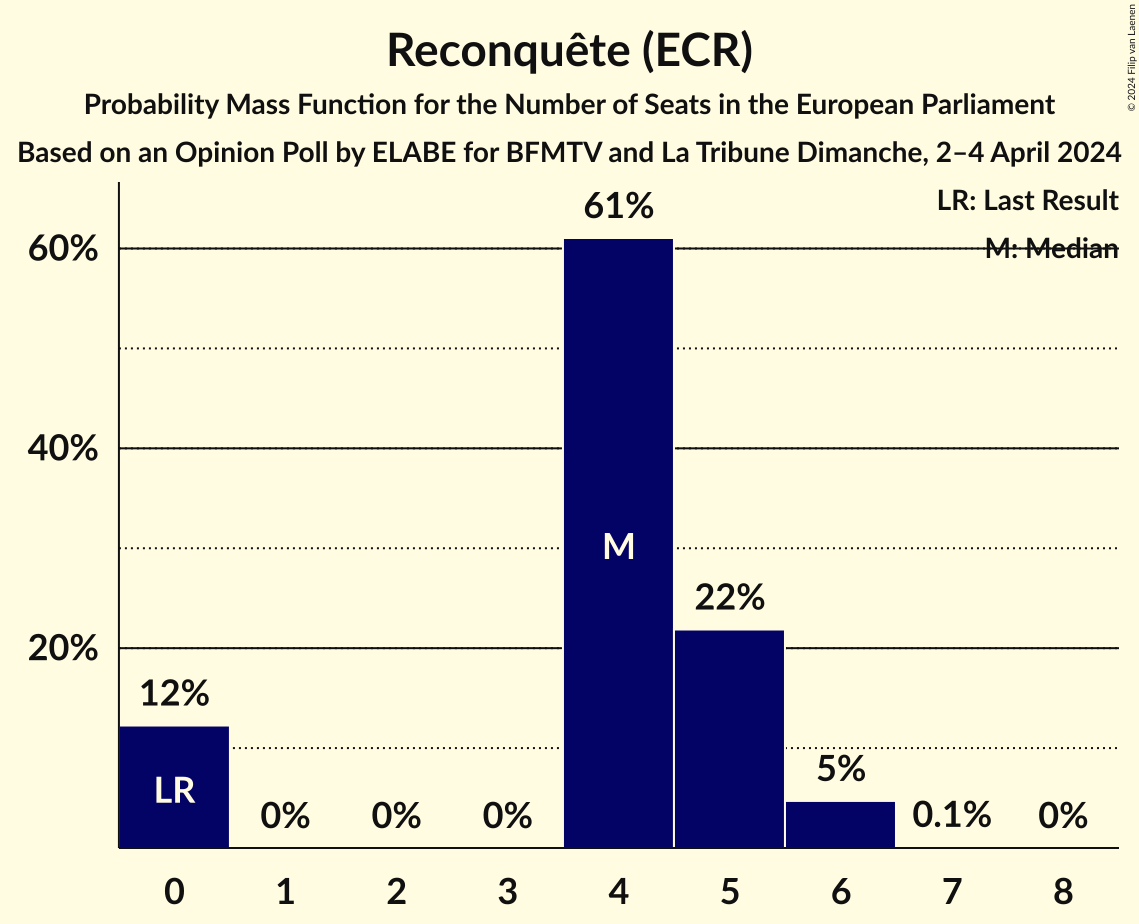 Reconquête (ECR)
Probability Mass Function for the Number of Seats in the European Parliament
Based on an Opinion Poll by ELABE for BFMTV and La Tribune Dimanche, 2–4 April 2024
© 2024 Filip van Laenen
LR: Last Result
M: Median
60%
40%
20%
61%
M
22%
12%
LR
0%
0%
0%
5%
0.1%
0%
0 1 2 3 4 5 6 7 8